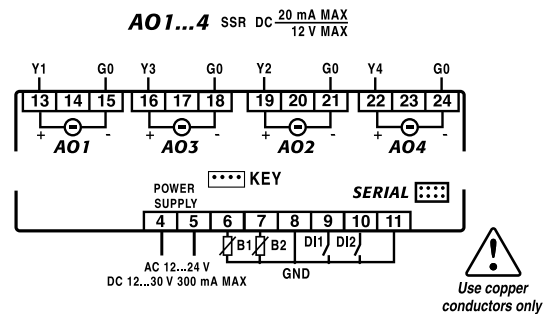 AO1...4 SSR DC 20 mA MAX
12 V MAX
Y1 G0 Y3 G0 Y2 G0 Y4 G0
13 14 15 16 17 18 19 20 21 22 23 24
+ - + - + - + -
AO1 AO3 AO2 AO4
KEY
POWER
SUPPLY
SERIAL
4 5 6 7 8 9 10 11
B1 B2 DI1 DI2
AC 12...24 V
GND
DC 12...30 V 300 mA MAX
!
Use copper
conductors only